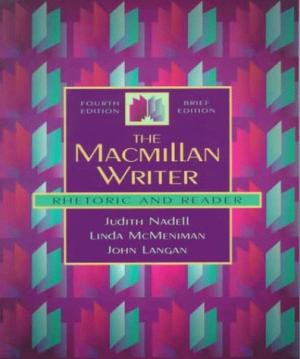 FOURTH EDITION
BRIEF EDITION
THE
MACMILLAN
WRITER
RHETORIC AND READER
JUDITH NADELL
LINDA MCMENIMAN
JOHN LANGAN